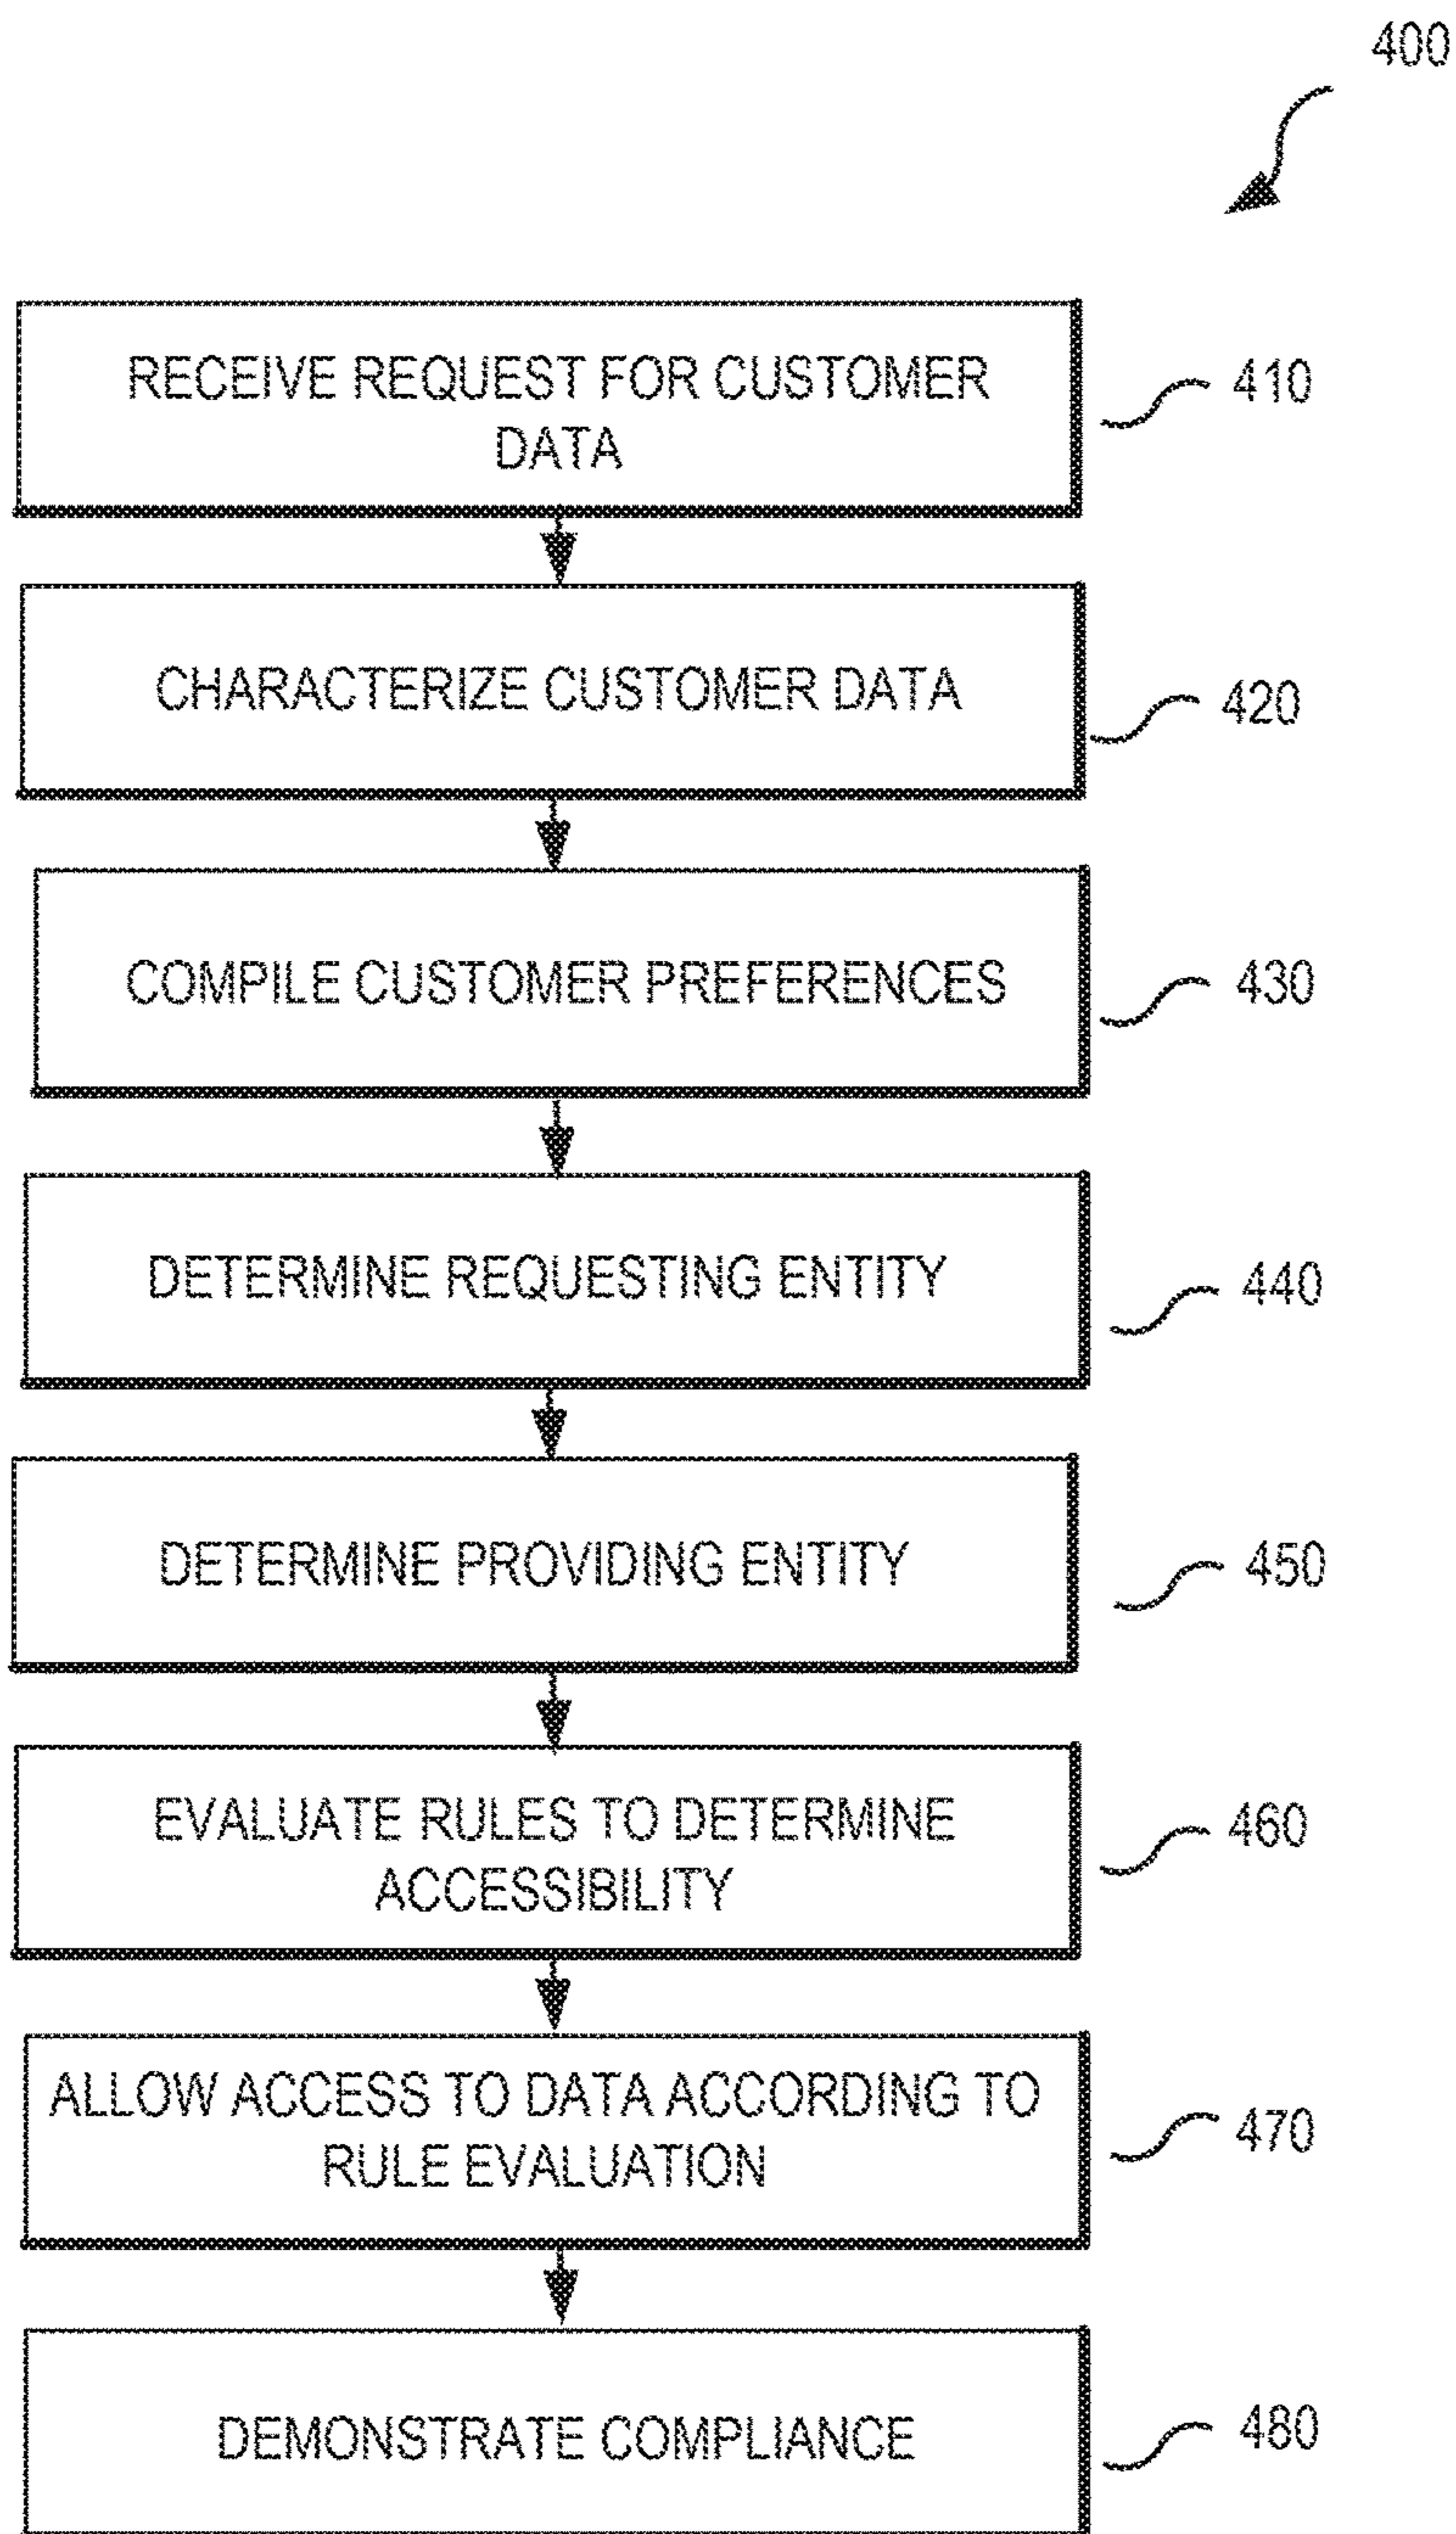 400
RECEIVE REQUEST FOR CUSTOMER
DATA
410
CHARACTERIZE CUSTOMER DATA
420
COMPILE CUSTOMER PREFERENCES
430
DETERMINE REQUESTING ENTITY
440
DETERMINE PROVIDING ENTITY
450
EVALUATE RULES TO DETERMINE
ACCESSIBILITY
460
ALLOW ACCESS TO DATA ACCORDING TO
RULE EVALUATION
470
DEMONSTRATE COMPLIANCE
480